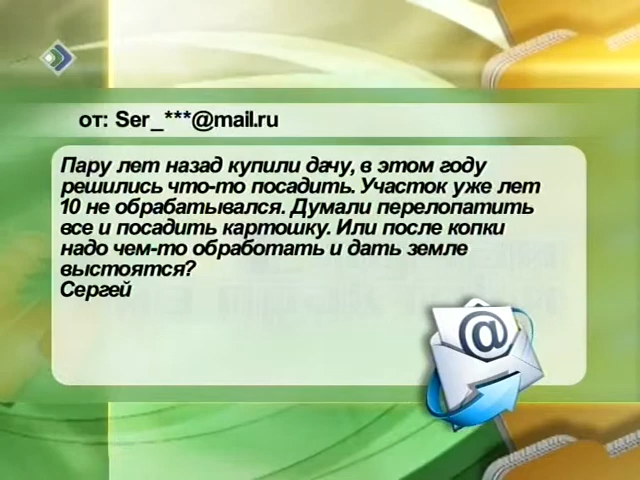 от: Ser_***@mail.ru
Пару лет назад купили дачу, в этом году
решились что-то посадить. Участок уже лет
10 не обрабатывался. Думали перелопатить
все и посадить картошку. Или после копки
надо чем-то обработать и дать земле
выстоятся?
Сергей
@